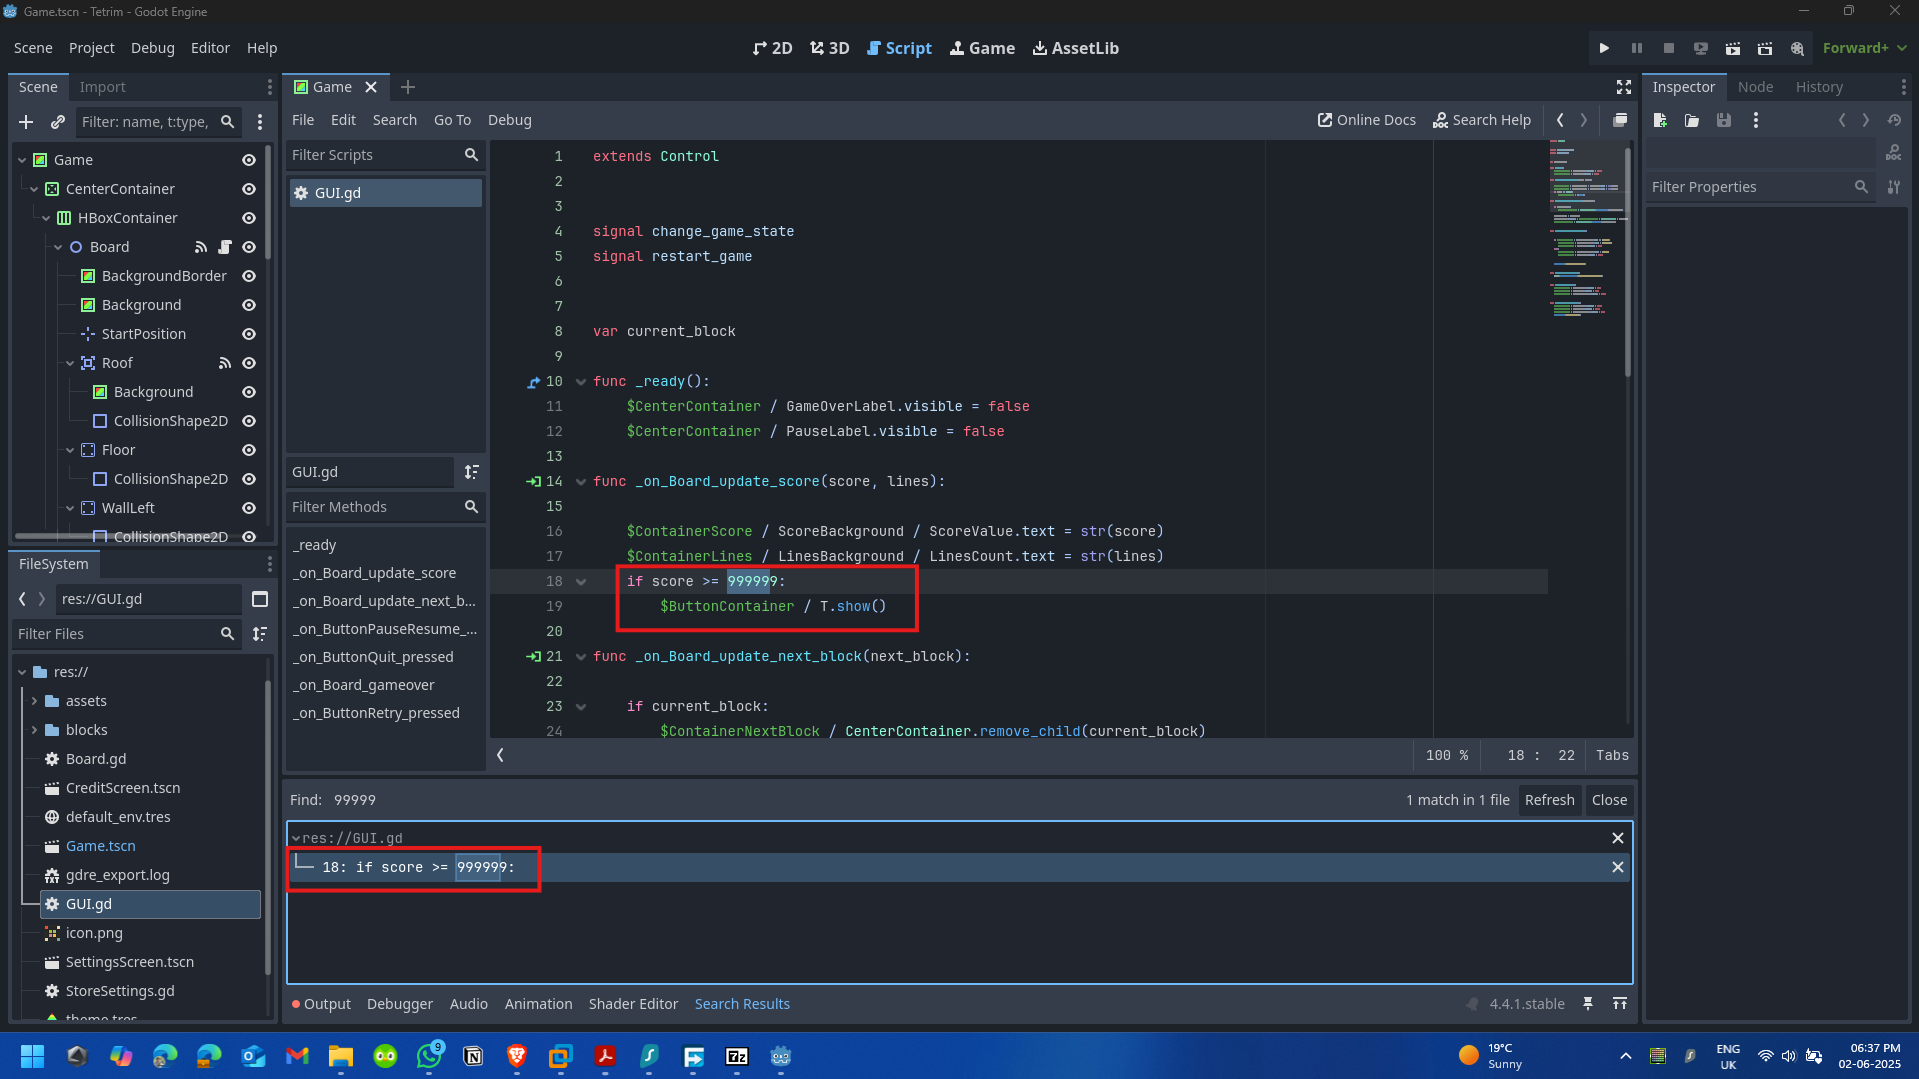 Game.tscn - Tetrim - Godot Engine
Scene Project Debug Editor Help
2D 3D Script Game AssetLib
Forward+
Scene Import
Filter: name, t:type,
Game
CenterContainer
HBoxContainer
Board
BackgroundBorder
Background
StartPosition
Roof
Background
CollisionShape2D
Floor
CollisionShape2D
WallLeft
CollisionShape2D
FileSystem
res://GUI.gd
Filter Files
res://
assets
blocks
Board.gd
CreditScreen.tscn
default_env.tres
Game.tscn
gdre_export.log
GUI.gd
icon.png
SettingsScreen.tscn
StoreSettings.gd
theme.tres
Game
File Edit Search Go To Debug
Online Docs Search Help
Filter Scripts
GUI.gd
GUI.gd
Filter Methods
_ready
_on_Board_update_score
_on_Board_update_next_b...
_on_ButtonPauseResume_...
_on_ButtonQuit_pressed
_on_Board_gameover
_on_ButtonRetry_pressed
1 extends Control
2
3
4 signal change_game_state
5 signal restart_game
6
7
8 var current_block
9
10 func _ready():
11 $CenterContainer / GameOverLabel.visible = false
12 $CenterContainer / PauseLabel.visible = false
13
14 func _on_Board_update_score(score, lines):
15
16 $ContainerScore / ScoreBackground / ScoreValue.text = str(score)
17 $ContainerLines / LinesBackground / LinesCount.text = str(lines)
18 if score >= 999999:
19 $ButtonContainer / T.show()
20
21 func _on_Board_update_next_block(next_block):
22
23 if current_block:
24 $ContainerNextBlock / CenterContainer.remove_child(current_block)
100 % 18 : 22 Tabs
Find: 99999
1 match in 1 file Refresh Close
res://GUI.gd
18: if score >= 999999:
Output Debugger Audio Animation Shader Editor Search Results
4.4.1.stable
Inspector Node History
Filter Properties
9
7z
19°C
Sunny
ENG
UK
06:37 PM
02-06-2025